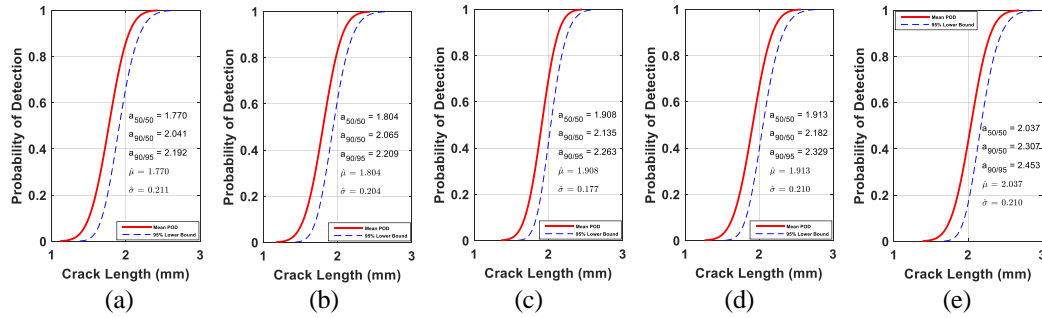 1
0.8
0.6
0.4
0.2
0
Probability of Detection
a50/50 = 1.770
a90/50 = 2.041
a90/95 = 2.192
μ̂ = 1.770
σ̂ = 0.211
Mean POD
95% Lower Bound
1 2 3
Crack Length (mm)
(a)
1
0.8
0.6
0.4
0.2
0
Probability of Detection
a50/50 = 1.804
a90/50 = 2.065
a90/95 = 2.209
μ̂ = 1.804
σ̂ = 0.204
Mean POD
95% Lower Bound
1 2 3
Crack Length (mm)
(b)
1
0.8
0.6
0.4
0.2
0
Probability of Detection
a50/50 = 1.908
a90/50 = 2.135
a90/95 = 2.263
μ̂ = 1.908
σ̂ = 0.177
Mean POD
95% Lower Bound
1 2 3
Crack Length (mm)
(c)
1
0.8
0.6
0.4
0.2
0
Probability of Detection
a50/50 = 1.913
a90/50 = 2.182
a90/95 = 2.329
μ̂ = 1.913
σ̂ = 0.210
Mean POD
95% Lower Bound
1 2 3
Crack Length (mm)
(d)
Mean POD
95% Lower Bound
1
0.8
0.6
0.4
0.2
0
Probability of Detection
a50/50 = 2.037
a90/50 = 2.307
a90/95 = 2.453
μ̂ = 2.037
σ̂ = 0.210
1 2 3
Crack Length (mm)
(e)